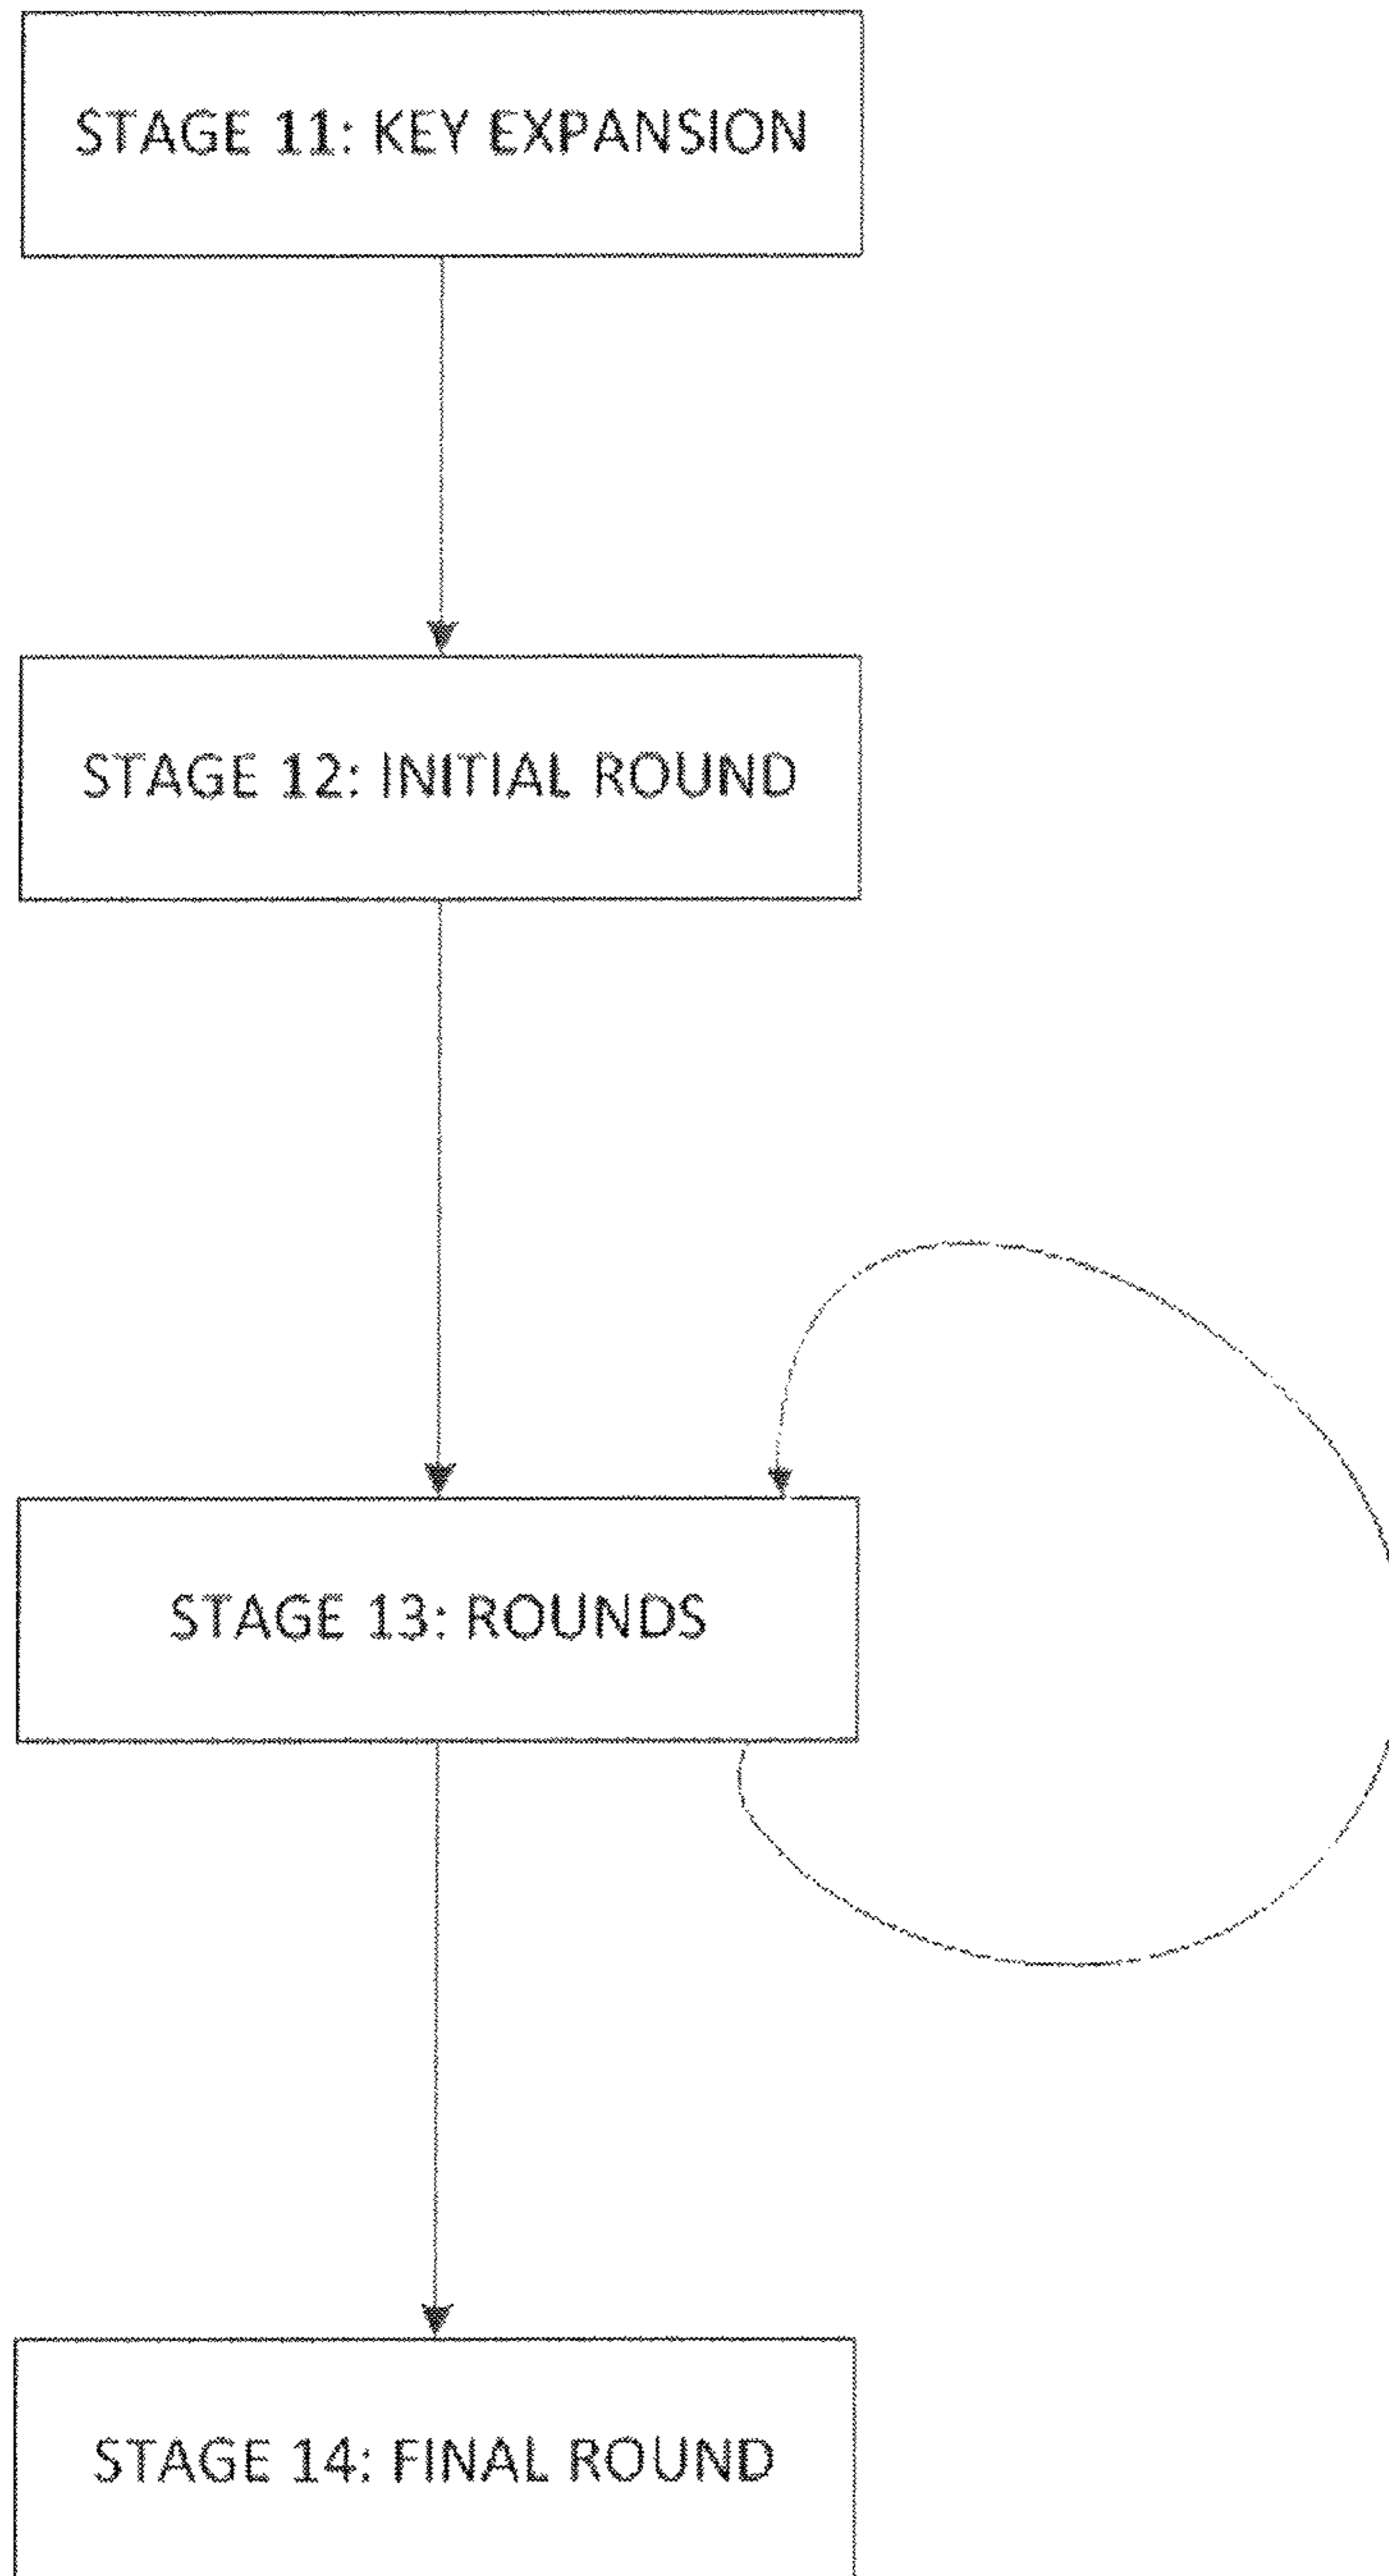 STAGE 11: KEY EXPANSION
STAGE 12: INITIAL ROUND
STAGE 13: ROUNDS
STAGE 14: FINAL ROUND